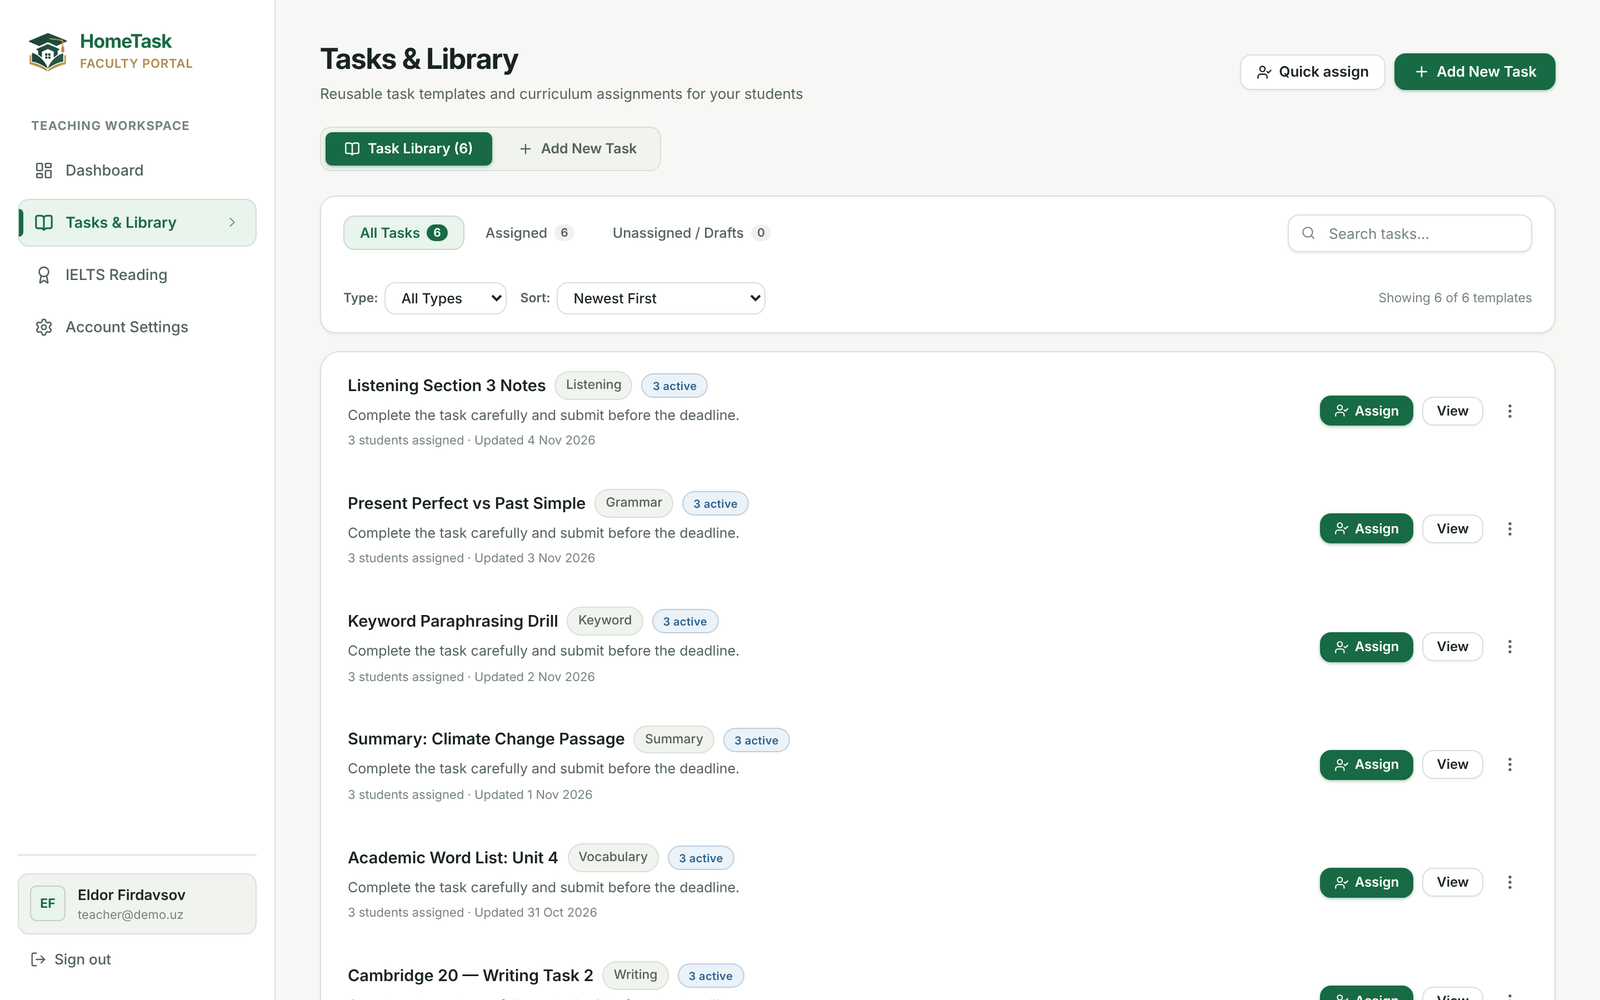 HomeTask
FACULTY PORTAL
TEACHING WORKSPACE
Dashboard
Tasks & Library
IELTS Reading
Account Settings
EF
Eldor Firdavsov
teacher@demo.uz
Sign out
Tasks & Library
Reusable task templates and curriculum assignments for your students
Quick assign
Add New Task
Task Library (6)
Add New Task
All Tasks 6
Assigned 6
Unassigned / Drafts 0
Search tasks...
Type: All Types
Sort: Newest First
Showing 6 of 6 templates
Listening Section 3 Notes Listening 3 active
Complete the task carefully and submit before the deadline.
3 students assigned · Updated 4 Nov 2026
Assign View
Present Perfect vs Past Simple Grammar 3 active
Complete the task carefully and submit before the deadline.
3 students assigned · Updated 3 Nov 2026
Assign View
Keyword Paraphrasing Drill Keyword 3 active
Complete the task carefully and submit before the deadline.
3 students assigned · Updated 2 Nov 2026
Assign View
Summary: Climate Change Passage Summary 3 active
Complete the task carefully and submit before the deadline.
3 students assigned · Updated 1 Nov 2026
Assign View
Academic Word List: Unit 4 Vocabulary 3 active
Complete the task carefully and submit before the deadline.
3 students assigned · Updated 31 Oct 2026
Assign View
Cambridge 20 — Writing Task 2 Writing 3 active
Assign View